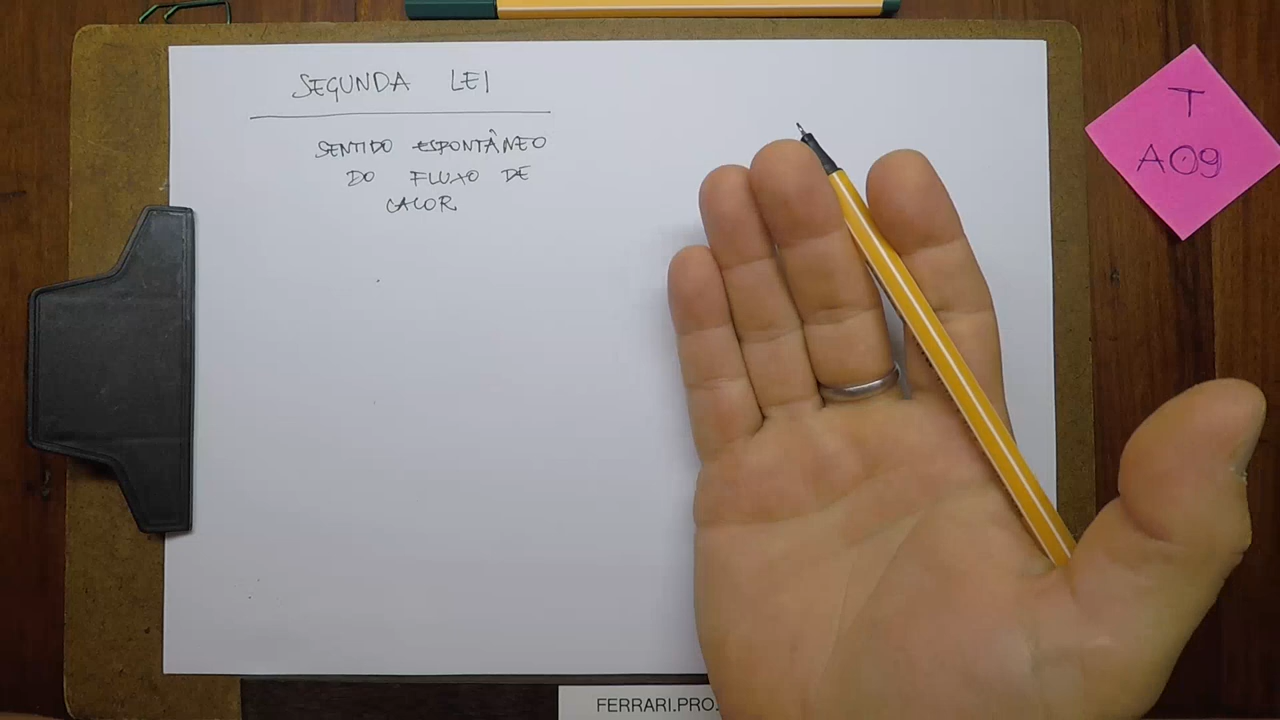 SEGUNDA LEI
SENTIDO ESPONTÂNEO
DO FLUXO DE
CALOR
T
A09
FERRARI.PRO.